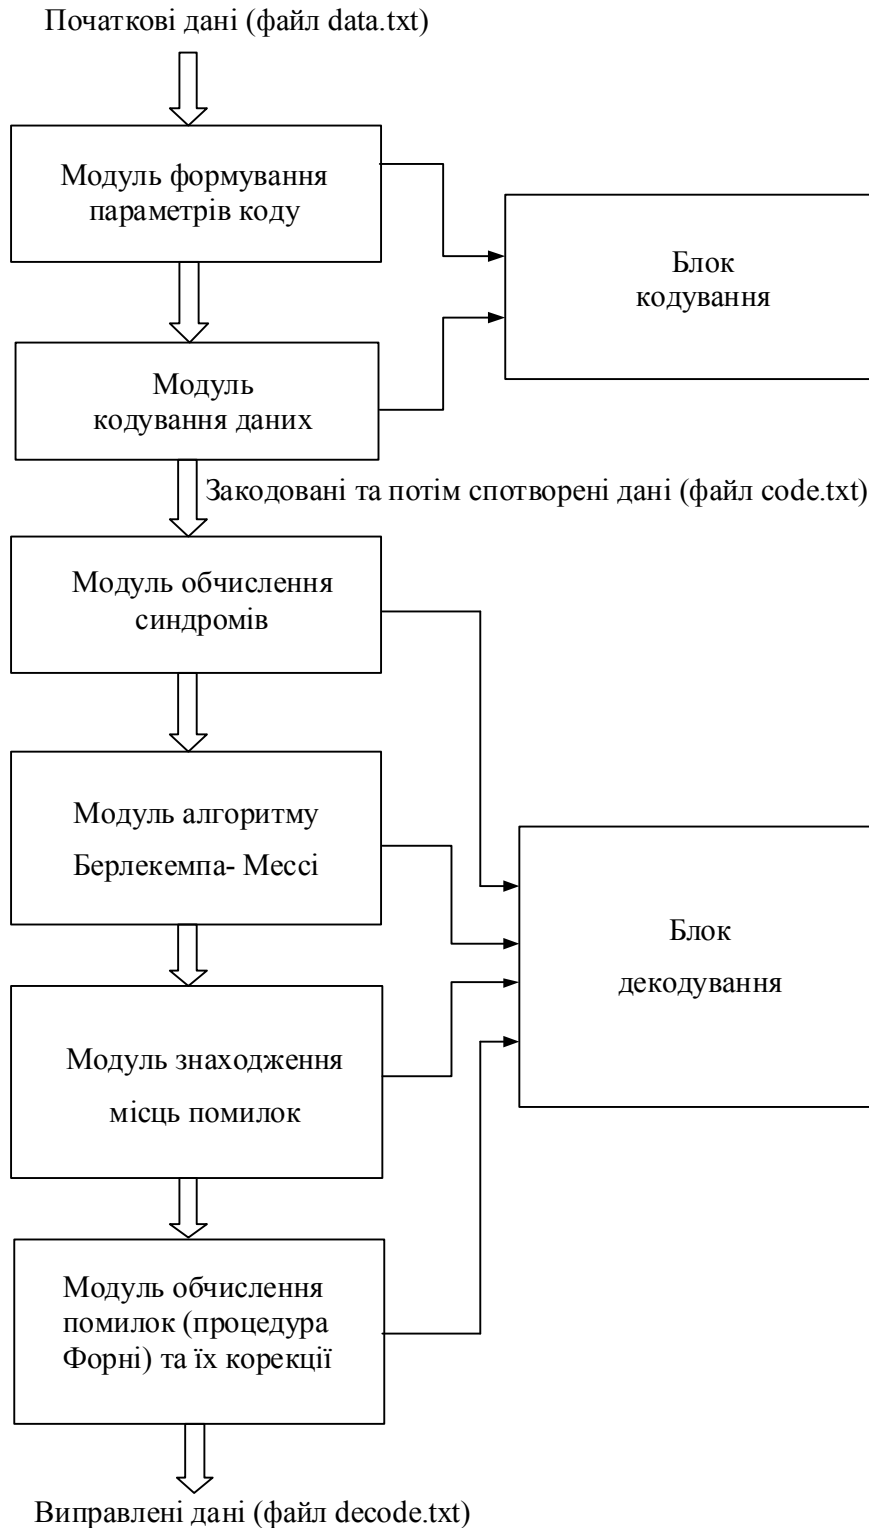 Початкові дані (файл data.txt)
Модуль формування
параметрів коду
Блок
кодування
Модуль
кодування даних
Закодовані та потім спотворені дані (файл code.txt)
Модуль обчислення
синдромів
Модуль алгоритму
Берлекемпа- Мессі
Блок
декодування
Модуль знаходження
місць помилок
Модуль обчислення
помилок (процедура
Форні) та їх корекції
Виправлені дані (файл decode.txt)